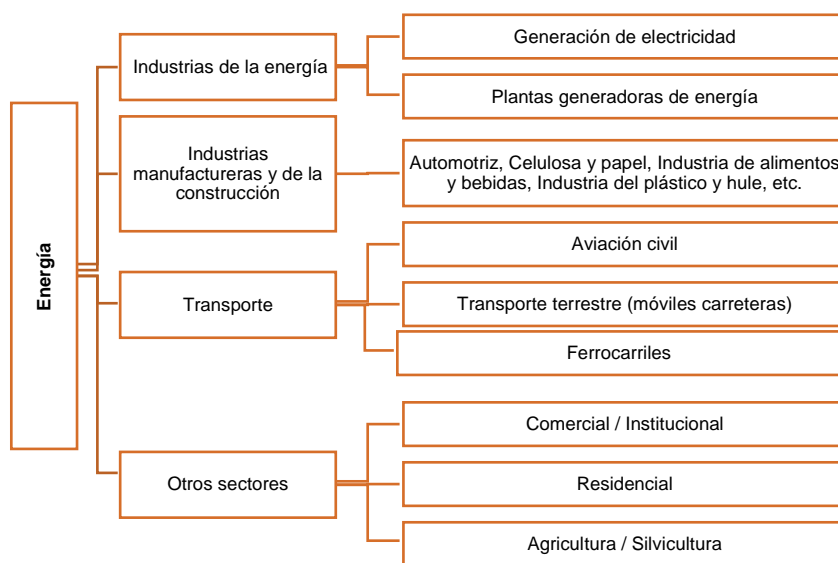 Energía
Industrias de la energía
Generación de electricidad
Plantas generadoras de energía
Industrias
manufactureras y de la
construcción
Automotriz, Celulosa y papel, Industria de alimentos
y bebidas, Industria del plástico y hule, etc.
Transporte
Aviación civil
Transporte terrestre (móviles carreteras)
Ferrocarriles
Otros sectores
Comercial / Institucional
Residencial
Agricultura / Silvicultura